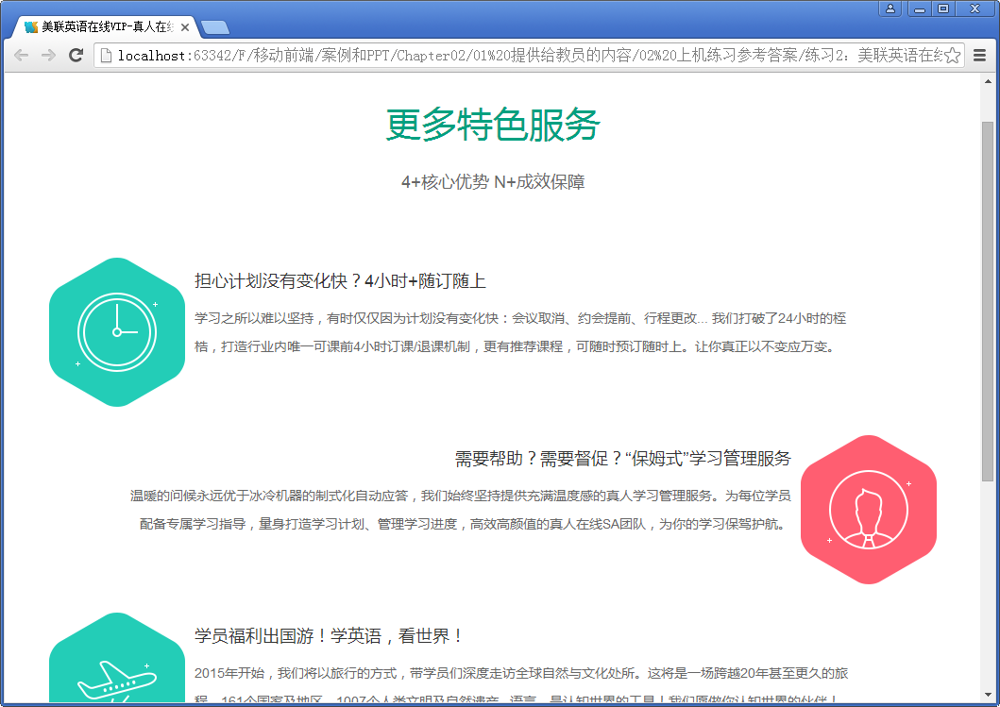 美联英语在线VIP-真人在线
localhost:63342/F/移动前端/案例和PPT/Chapter02/01%20提供给教员的内容/02%20上机练习参考答案/练习2：美联英语在线
更多特色服务
4+核心优势 N+成效保障
担心计划没有变化快？4小时+随订随上
学习之所以难以坚持，有时仅仅因为计划没有变化快：会议取消、约会提前、行程更改... 我们打破了24小时的桎
梏，打造行业内唯一可课前4小时订课/退课机制，更有推荐课程，可随时预订随时上。让你真正以不变应万变。
需要帮助？需要督促？“保姆式”学习管理服务
温暖的问候永远优于冰冷机器的制式化自动应答，我们始终坚持提供充满温度感的真人学习管理服务。为每位学员
配备专属学习指导，量身打造学习计划、管理学习进度，高效高颜值的真人在线SA团队，为你的学习保驾护航。
学员福利出国游！学英语，看世界！
2015年开始，我们将以旅行的方式，带学员们深度走访全球自然与文化处所。这将是一场跨越20年甚至更久的旅
程，161个国家及地区，1007个人类文明及自然遗产。语言，是认知世界的工具！我们愿做你认知世界的伙伴！